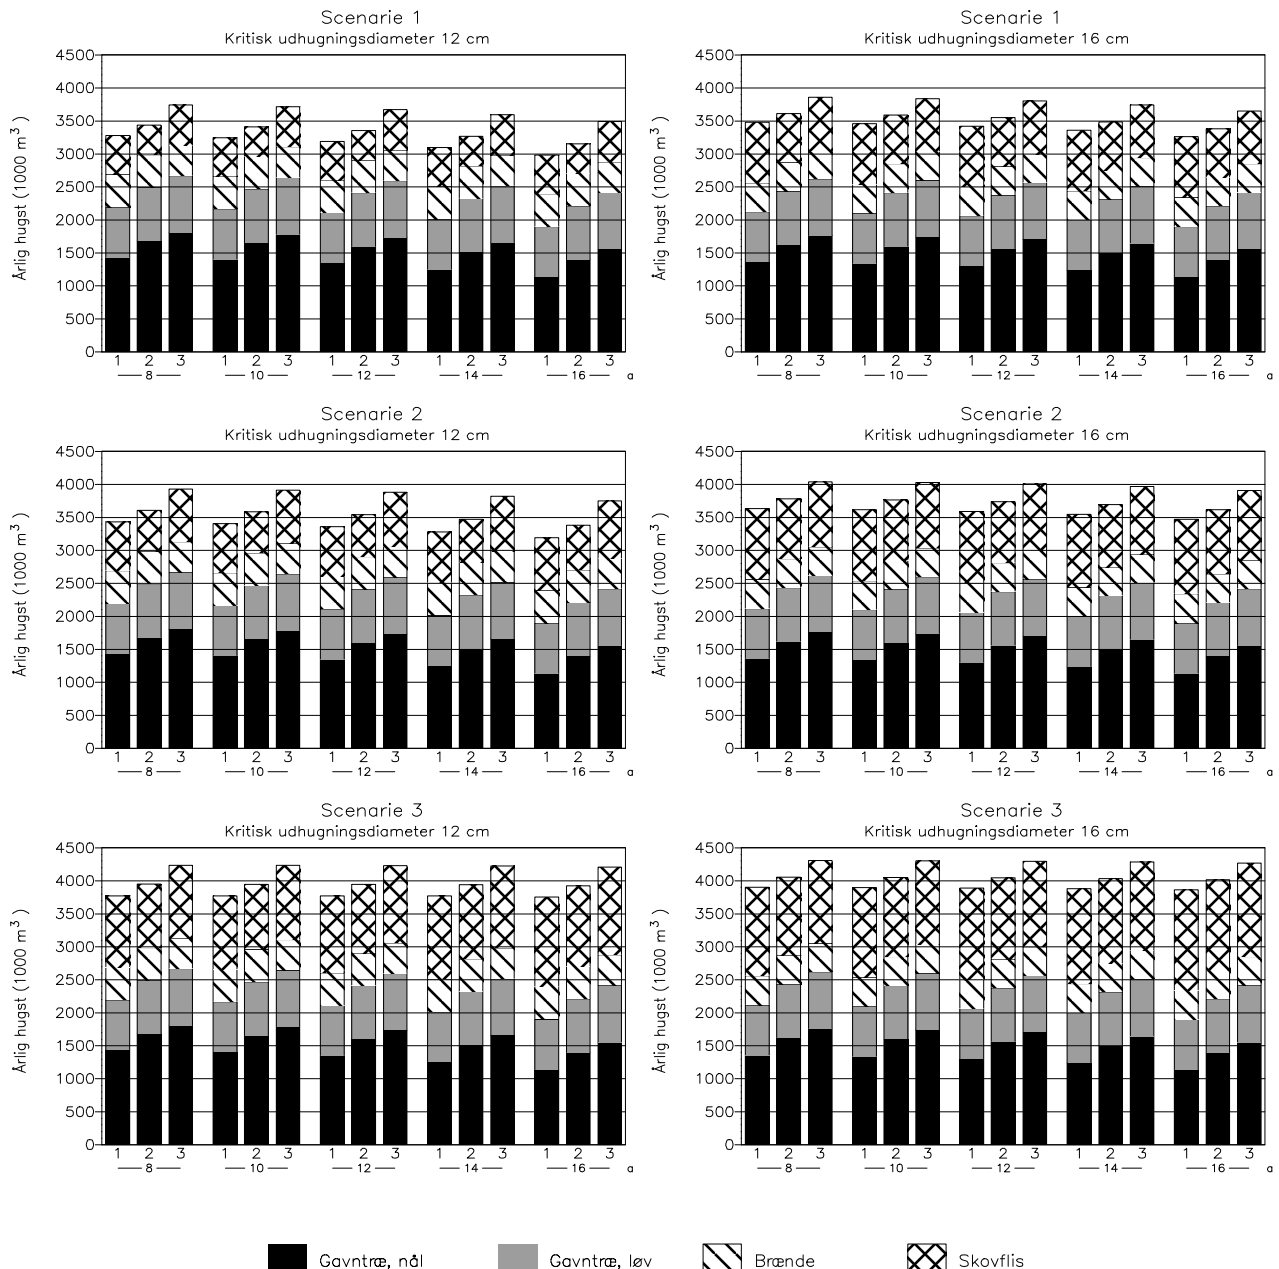 Scenarie 1
Kritisk udhugningsdiameter 12 cm
4500
4000
3500
3000
2500
2000
1500
1000
500
0
Årlig hugst (1000 m³ )
1 2 3 1 2 3 1 2 3 1 2 3 1 2 3
8 10 12 14 16 a
Scenarie 1
Kritisk udhugningsdiameter 16 cm
4500
4000
3500
3000
2500
2000
1500
1000
500
0
Årlig hugst (1000 m³ )
1 2 3 1 2 3 1 2 3 1 2 3 1 2 3
8 10 12 14 16 a
Scenarie 2
Kritisk udhugningsdiameter 12 cm
4500
4000
3500
3000
2500
2000
1500
1000
500
0
Årlig hugst (1000 m³ )
1 2 3 1 2 3 1 2 3 1 2 3 1 2 3
8 10 12 14 16 a
Scenarie 2
Kritisk udhugningsdiameter 16 cm
4500
4000
3500
3000
2500
2000
1500
1000
500
0
Årlig hugst (1000 m³ )
1 2 3 1 2 3 1 2 3 1 2 3 1 2 3
8 10 12 14 16 a
Scenarie 3
Kritisk udhugningsdiameter 12 cm
4500
4000
3500
3000
2500
2000
1500
1000
500
0
Årlig hugst (1000 m³ )
1 2 3 1 2 3 1 2 3 1 2 3 1 2 3
8 10 12 14 16 a
Scenarie 3
Kritisk udhugningsdiameter 16 cm
4500
4000
3500
3000
2500
2000
1500
1000
500
0
Årlig hugst (1000 m³ )
1 2 3 1 2 3 1 2 3 1 2 3 1 2 3
8 10 12 14 16 a
Gavntræ, nål Gavntræ, løv Brænde Skovflis